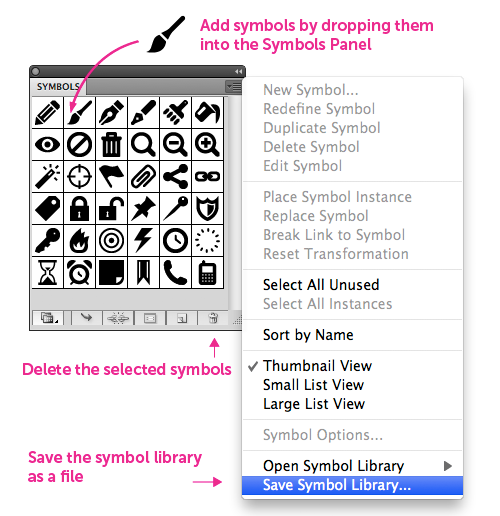 Add symbols by dropping them
into the Symbols Panel
SYMBOLS
New Symbol...
Redefine Symbol
Duplicate Symbol
Delete Symbol
Edit Symbol
Place Symbol Instance
Replace Symbol
Break Link to Symbol
Reset Transformation
Select All Unused
Select All Instances
Sort by Name
Thumbnail View
Small List View
Large List View
Symbol Options...
Open Symbol Library
Save Symbol Library...
Delete the selected symbols
Save the symbol library
as a file